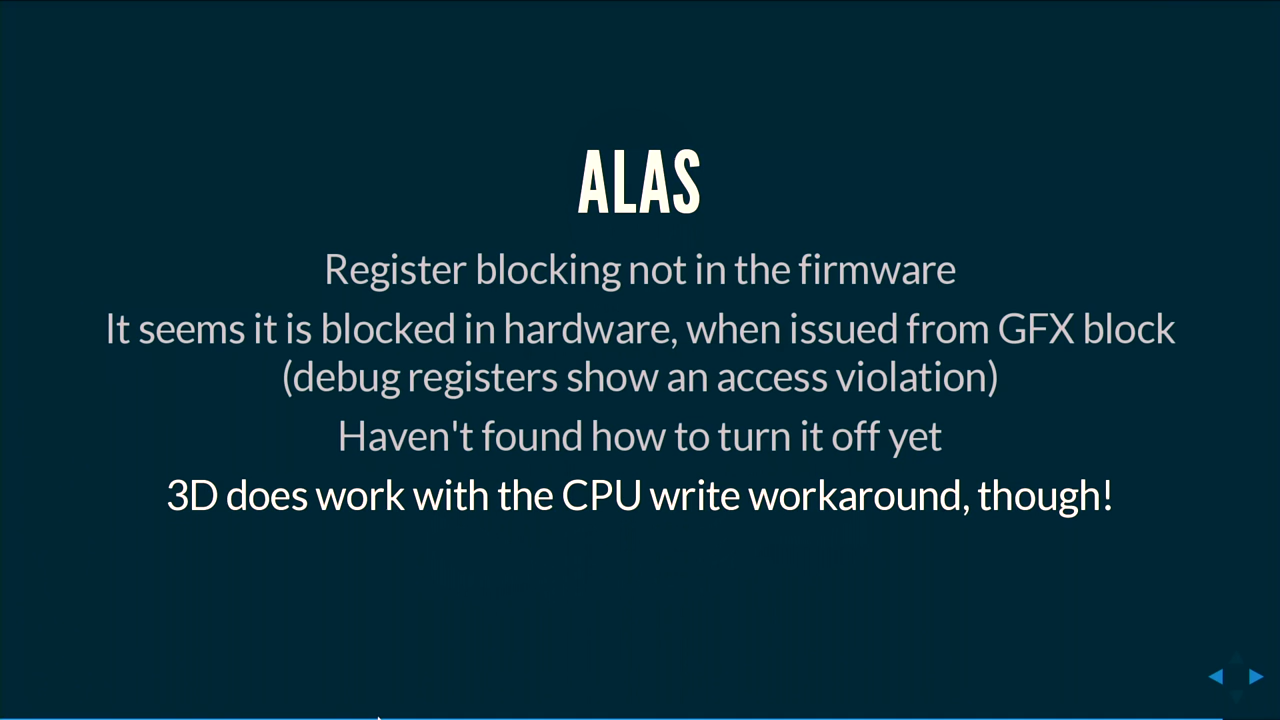 ALAS
Register blocking not in the firmware
It seems it is blocked in hardware, when issued from GFX block
(debug registers show an access violation)
Haven't found how to turn it off yet
3D does work with the CPU write workaround, though!